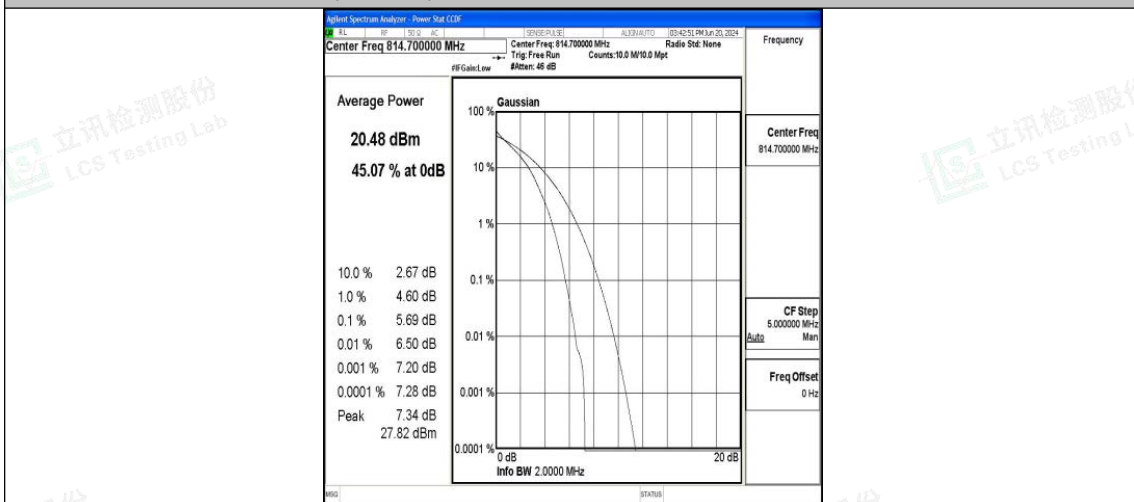 Agilent Spectrum Analyzer - Power Stat CCDF
RL RF 50 Ω AC SENSE:PULSE ALIGN AUTO 03:42:51 PM Jun 20, 2024
Center Freq 814.700000 MHz
Center Freq: 814.700000 MHz Radio Std: None
Trig: Free Run Counts:10.0 M/10.0 Mpt
#IFGain:Low #Atten: 46 dB
Frequency
Average Power
20.48 dBm
45.07 % at 0dB
10.0 % 2.67 dB
1.0 % 4.60 dB
0.1 % 5.69 dB
0.01 % 6.50 dB
0.001 % 7.20 dB
0.0001 % 7.28 dB
Peak 7.34 dB
27.82 dBm
Gaussian
100 %
10 %
1 %
0.1 %
0.01 %
0.001 %
0.0001 %
0 dB 20 dB
Info BW 2.0000 MHz
Center Freq
814.700000 MHz
CF Step
5.000000 MHz
Auto Man
Freq Offset
0 Hz
MSG STATUS
立讯检测股份
LCS Testing Lab
立讯检测股份
LCS Testing L